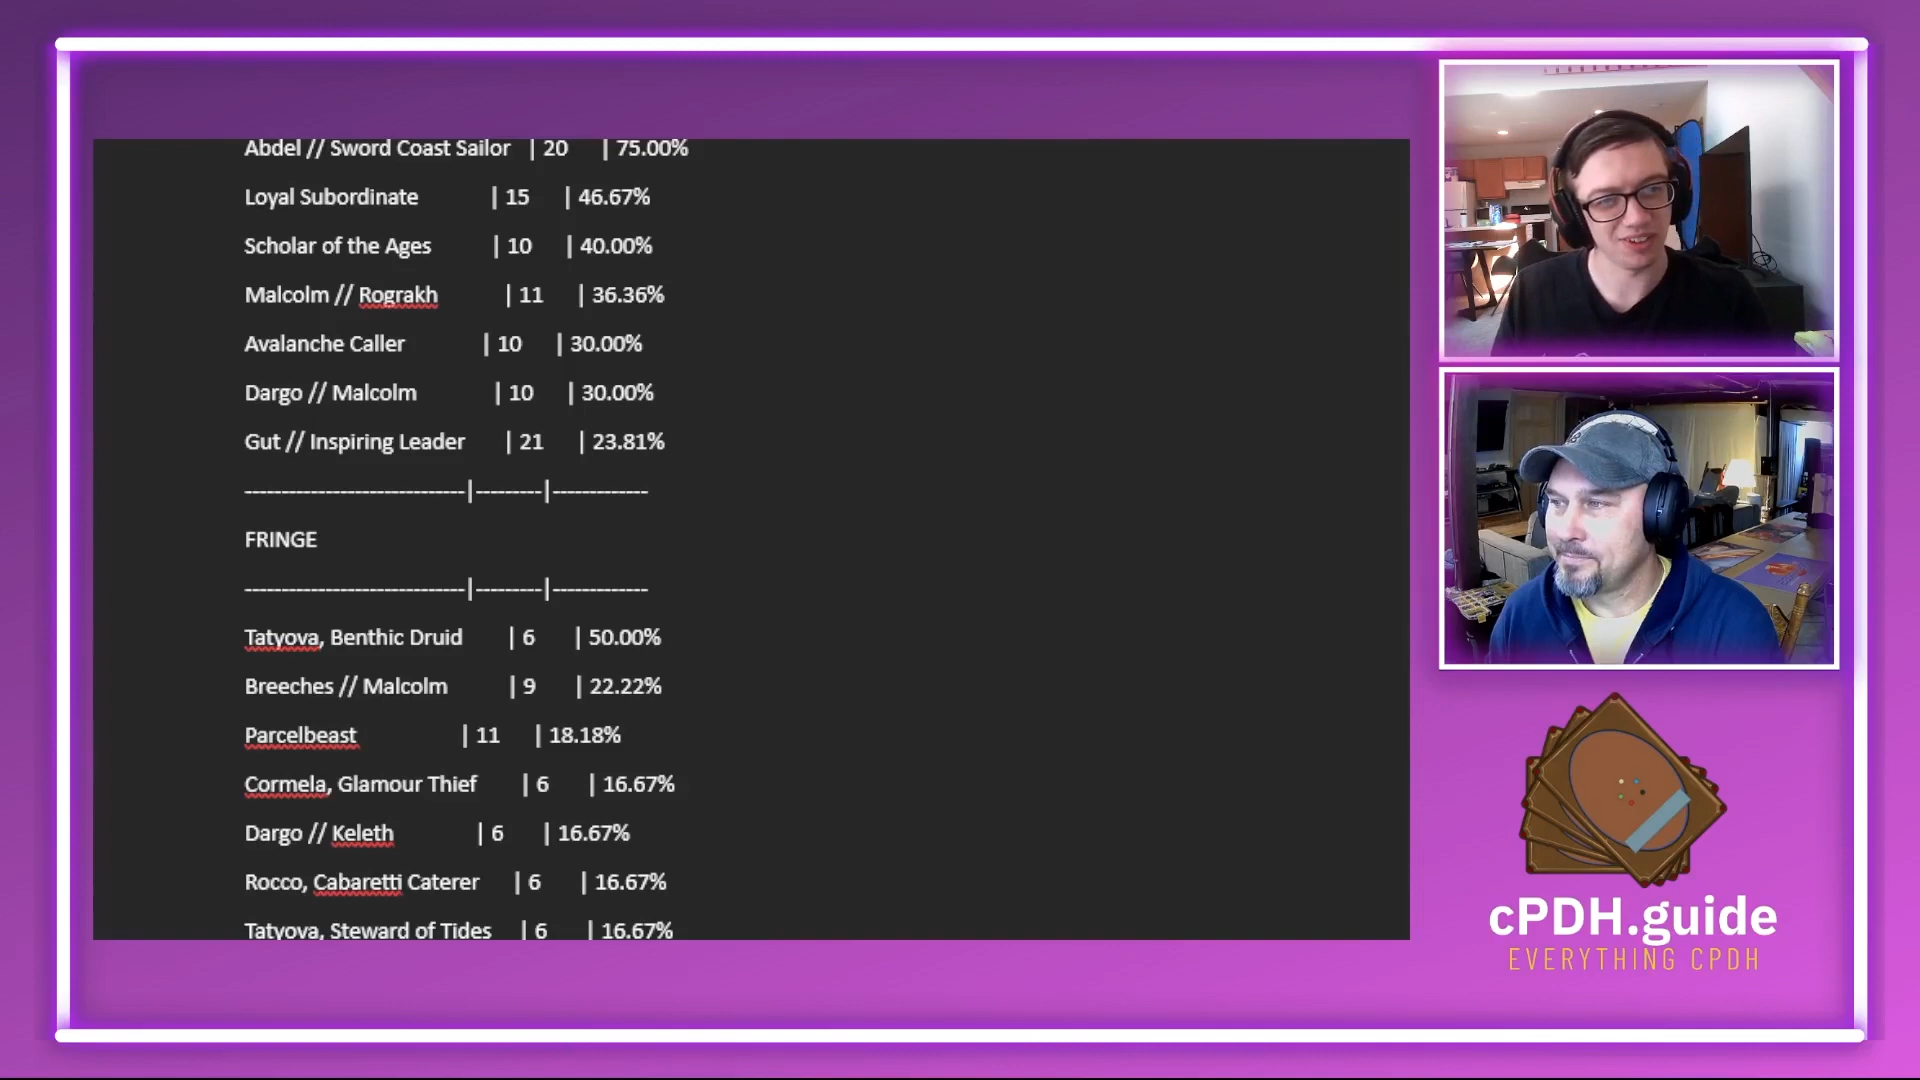 Abdel // Sword Coast Sailor | 20 | 75.00%
Loyal Subordinate | 15 | 46.67%
Scholar of the Ages | 10 | 40.00%
Malcolm // Rograkh | 11 | 36.36%
Avalanche Caller | 10 | 30.00%
Dargo // Malcolm | 10 | 30.00%
Gut // Inspiring Leader | 21 | 23.81%
------------------------------|---------|-------------
FRINGE
------------------------------|---------|-------------
Tatyova, Benthic Druid | 6 | 50.00%
Breeches // Malcolm | 9 | 22.22%
Parcelbeast | 11 | 18.18%
Cormela, Glamour Thief | 6 | 16.67%
Dargo // Keleth | 6 | 16.67%
Rocco, Cabaretti Caterer | 6 | 16.67%
Tatyova, Steward of Tides | 6 | 16.67%
cPDH.guide
EVERYTHING CPDH